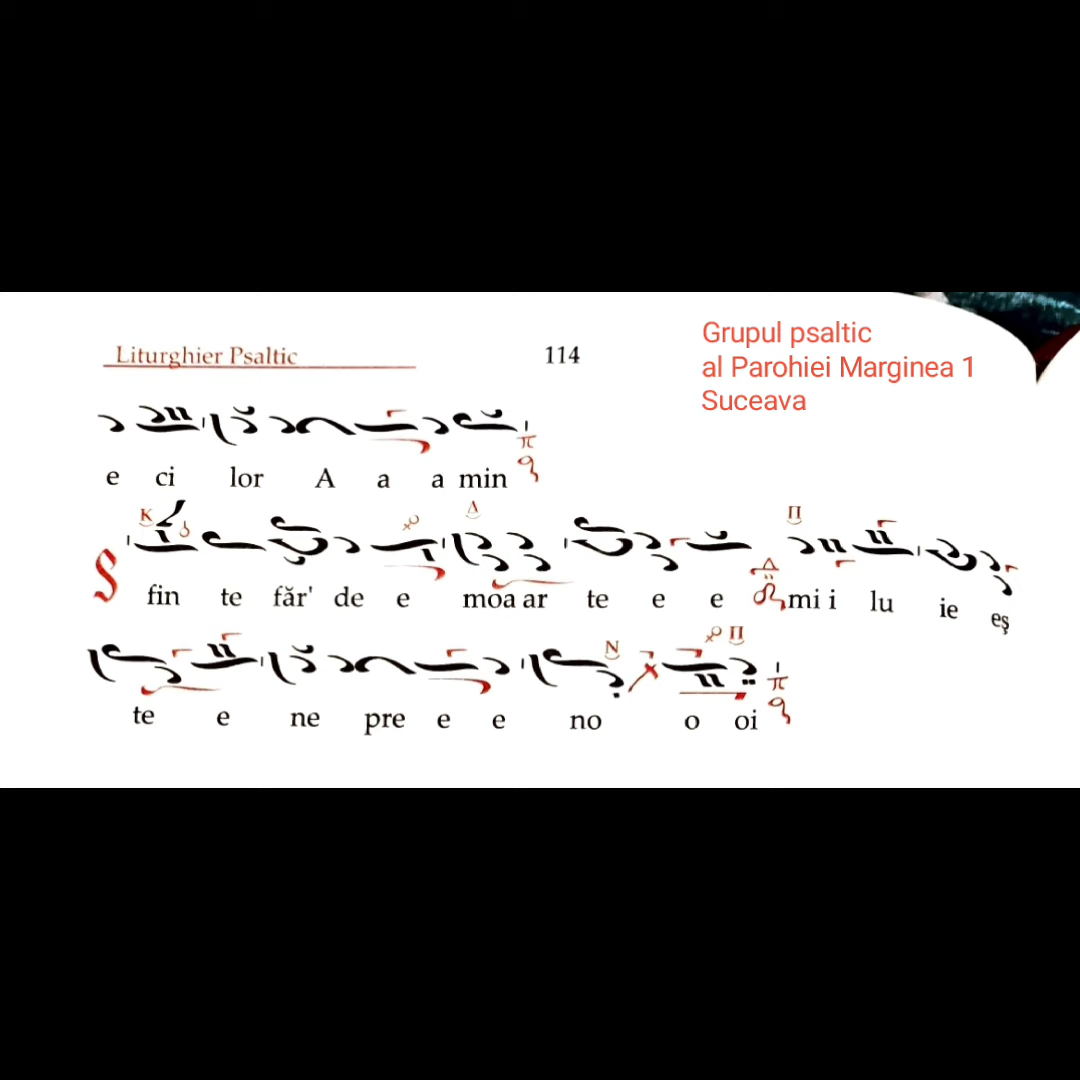 Liturghier Psaltic 114
Grupul psaltic
al Parohiei Marginea 1
Suceava
e ci lor A a a min
S fin te făr' de e moa ar te e e mi i lu ie eş
te e ne pre e e no o oi